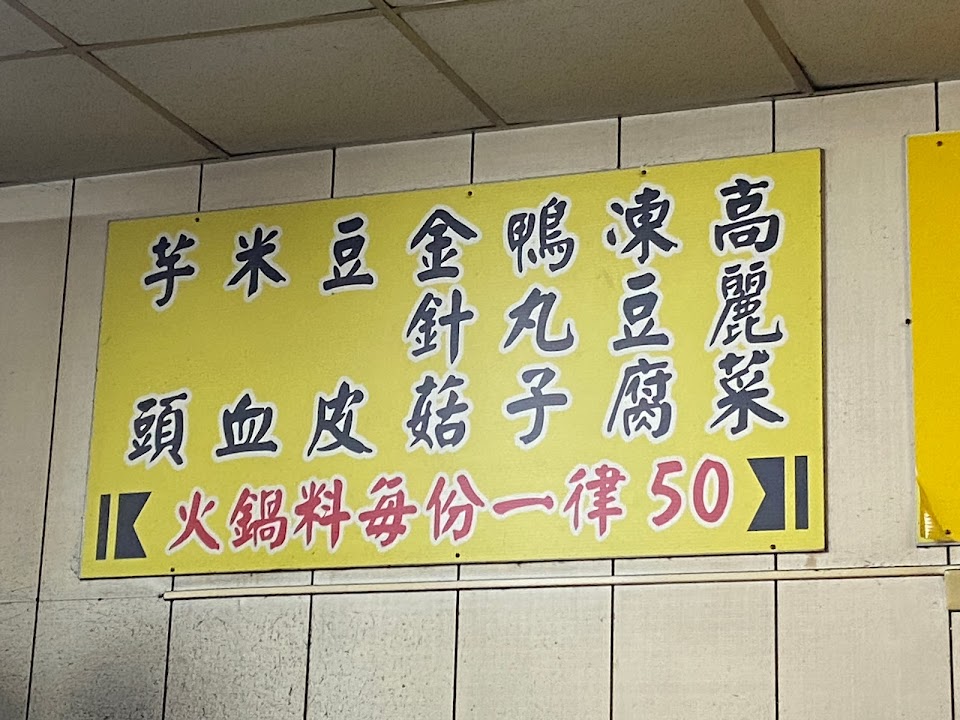 高麗菜
凍豆腐
鴨丸子
金針菇
豆皮
米血
芋頭
火鍋料每份一律50